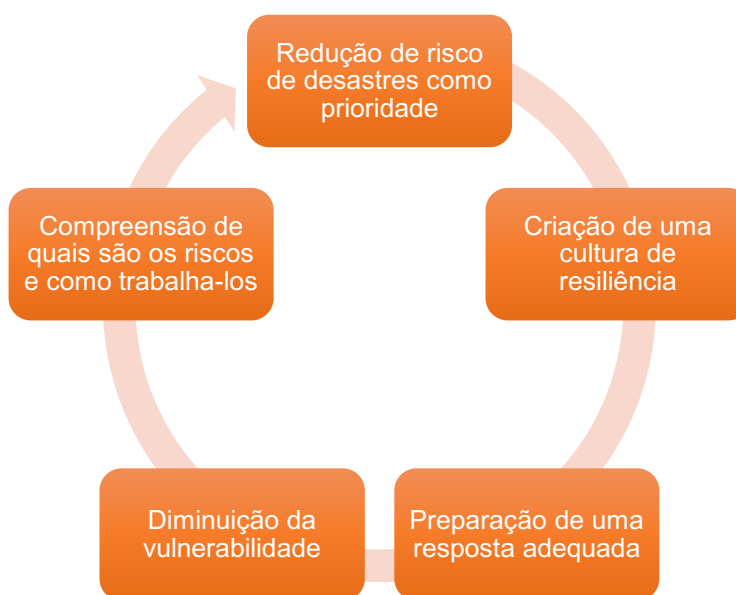 Redução de risco
de desastres como
prioridade
Criação de uma
cultura de
resiliência
Preparação de uma
resposta adequada
Diminuição da
vulnerabilidade
Compreensão de
quais são os riscos
e como trabalha-los